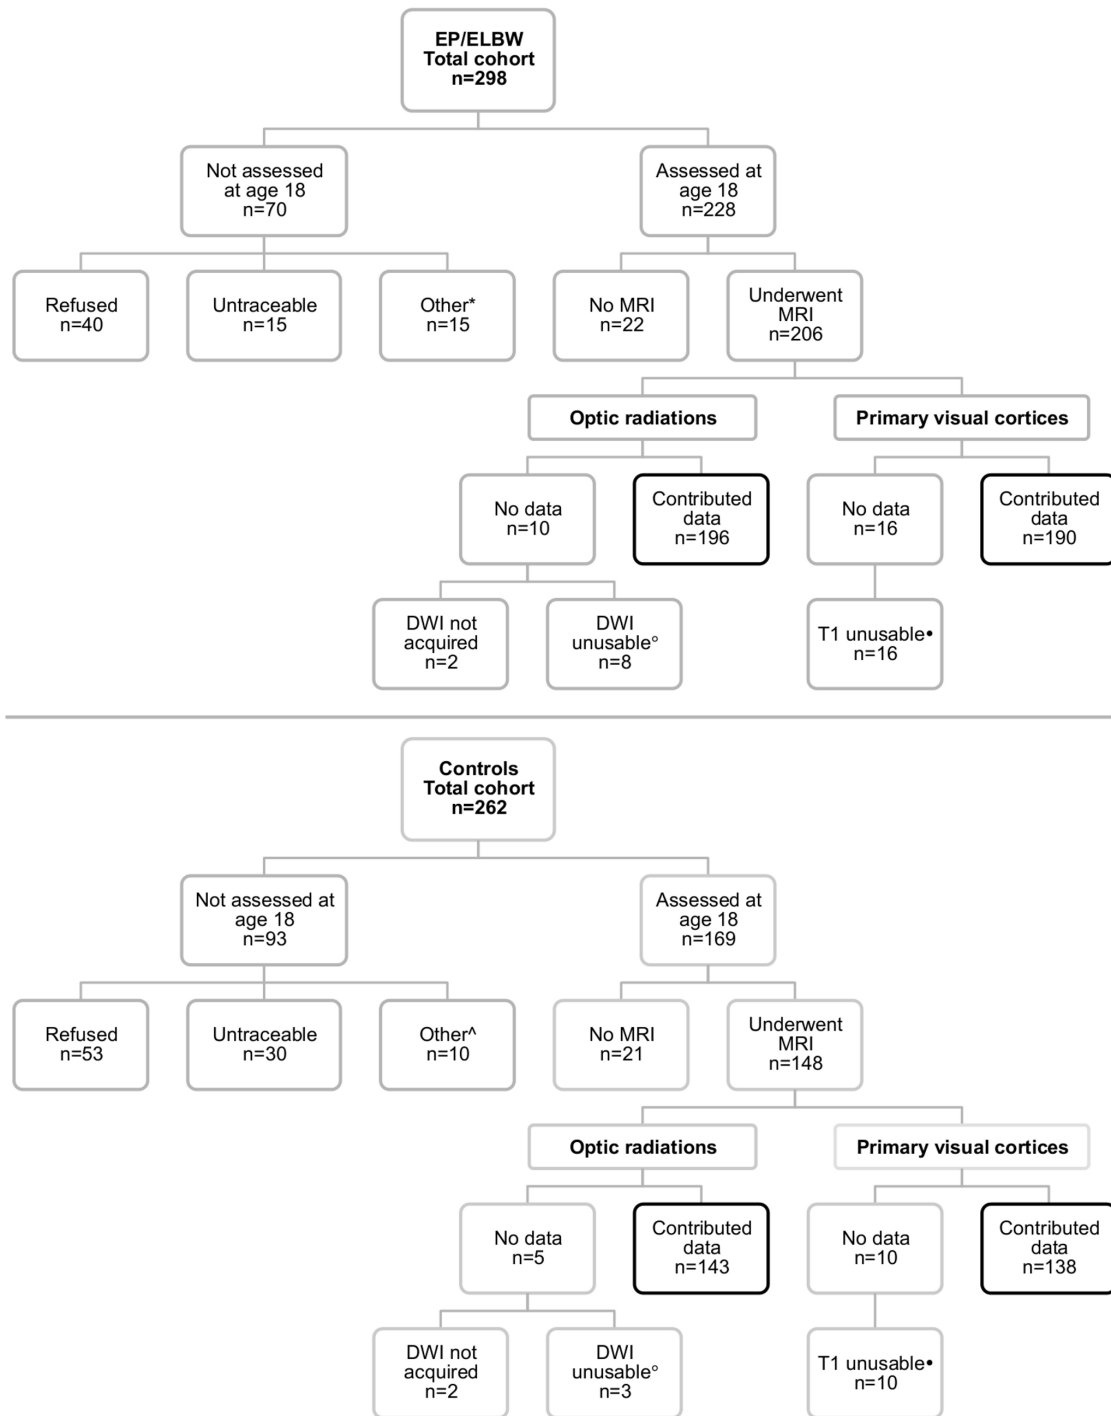 EP/ELBW
Total cohort
n=298
Not assessed
at age 18
n=70
Assessed at
age 18
n=228
Refused
n=40
Untraceable
n=15
Other*
n=15
No MRI
n=22
Underwent
MRI
n=206
Optic radiations
Primary visual cortices
No data
n=10
Contributed
data
n=196
No data
n=16
Contributed
data
n=190
DWI not
acquired
n=2
DWI
unusable°
n=8
T1 unusable•
n=16
Controls
Total cohort
n=262
Not assessed at
age 18
n=93
Assessed at
age 18
n=169
Refused
n=53
Untraceable
n=30
Other^
n=10
No MRI
n=21
Underwent
MRI
n=148
Optic radiations
Primary visual cortices
No data
n=5
Contributed
data
n=143
No data
n=10
Contributed
data
n=138
DWI not
acquired
n=2
DWI
unusable°
n=3
T1 unusable•
n=10